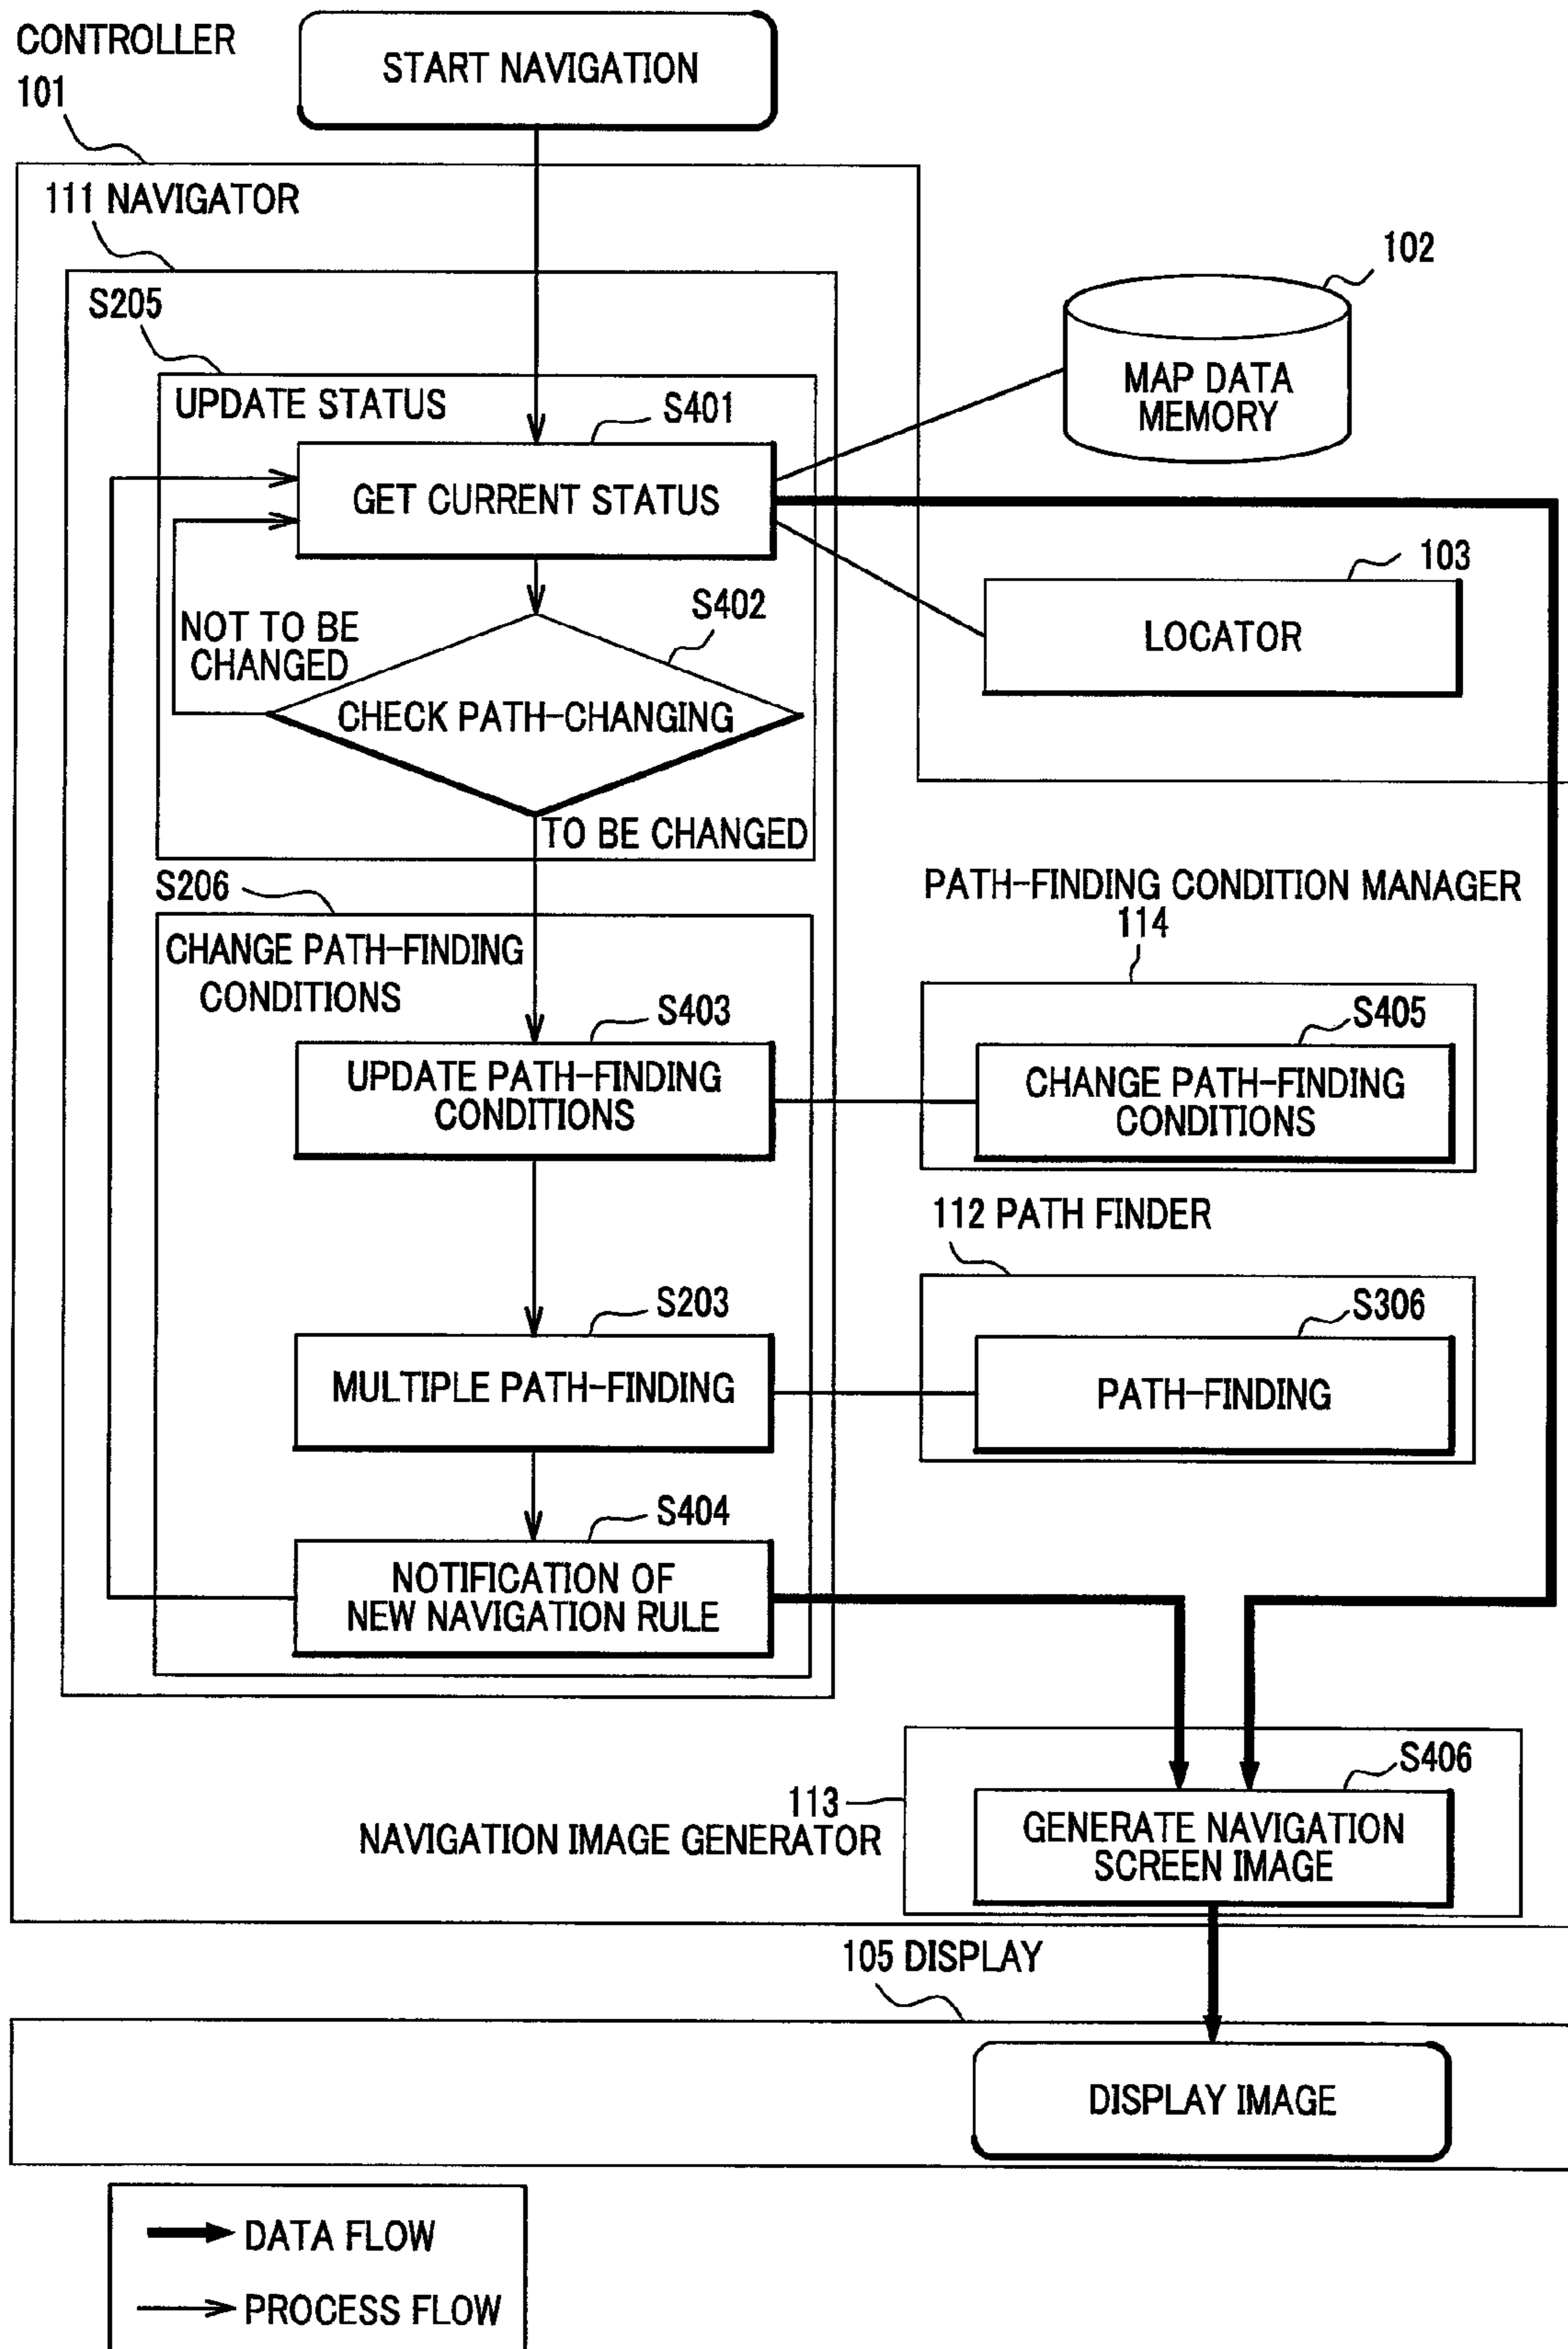 CONTROLLER
101
START NAVIGATION
111 NAVIGATOR
S205
102
UPDATE STATUS
S401
MAP DATA
MEMORY
GET CURRENT STATUS
103
LOCATOR
S402
NOT TO BE
CHANGED
CHECK PATH-CHANGING
TO BE CHANGED
S206
PATH-FINDING CONDITION MANAGER
114
CHANGE PATH-FINDING
CONDITIONS
S403
S405
UPDATE PATH-FINDING
CONDITIONS
CHANGE PATH-FINDING
CONDITIONS
112 PATH FINDER
S203
S306
MULTIPLE PATH-FINDING
PATH-FINDING
S404
NOTIFICATION OF
NEW NAVIGATION RULE
S406
113
NAVIGATION IMAGE GENERATOR
GENERATE NAVIGATION
SCREEN IMAGE
105 DISPLAY
DISPLAY IMAGE
DATA FLOW
PROCESS FLOW